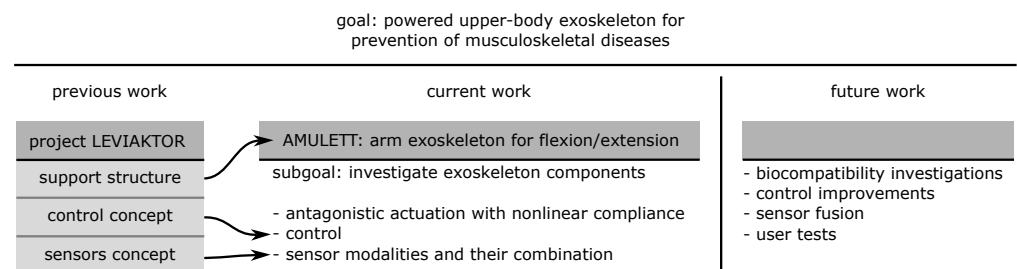 goal: powered upper-body exoskeleton for
prevention of musculoskeletal diseases
previous work
project LEVIAKTOR
support structure
control concept
sensors concept
current work
AMULETT: arm exoskeleton for flexion/extension
subgoal: investigate exoskeleton components
- antagonistic actuation with nonlinear compliance
- control
- sensor modalities and their combination
future work
- biocompatibility investigations
- control improvements
- sensor fusion
- user tests